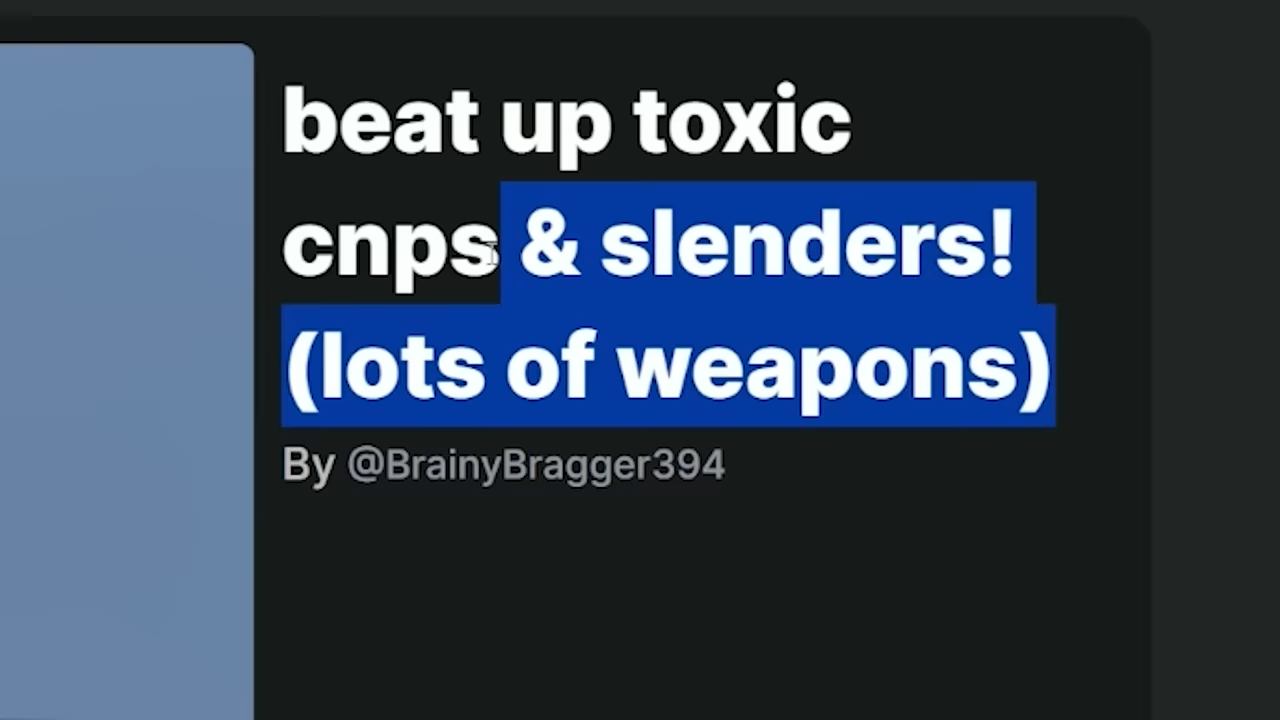 beat up toxic
cnps & slenders!
(lots of weapons)
By @BrainyBragger394